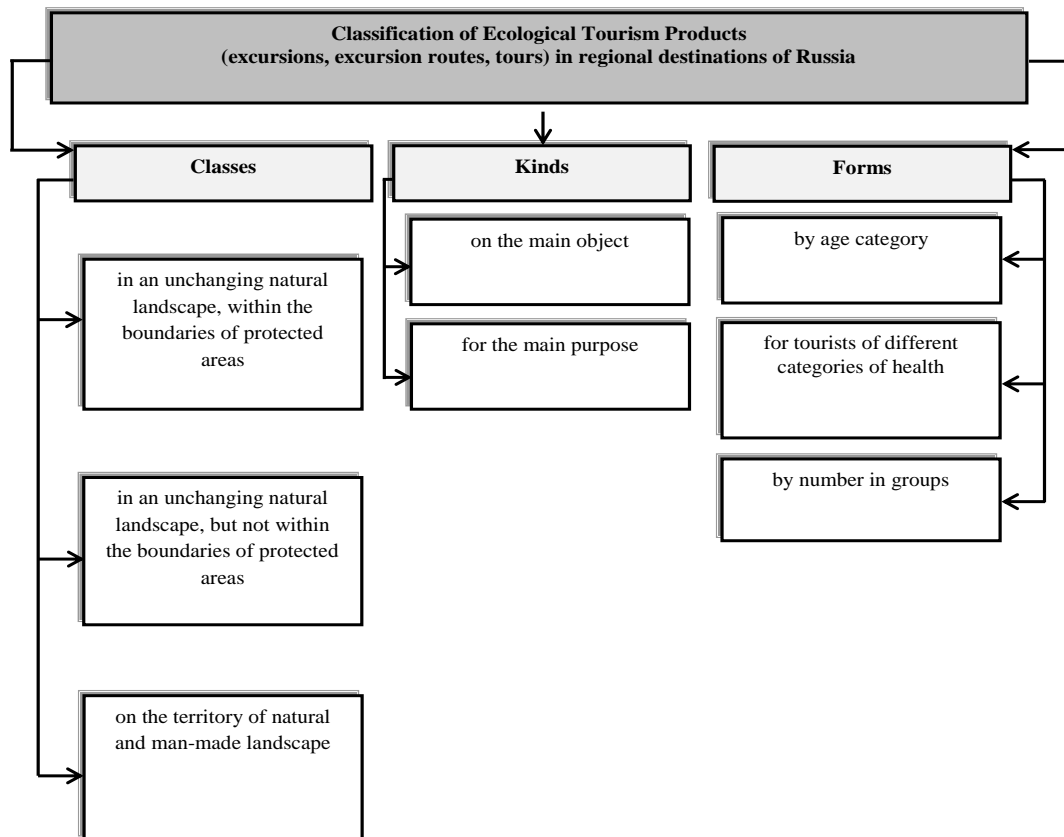 Classification of Ecological Tourism Products
(excursions, excursion routes, tours) in regional destinations of Russia
Classes
Kinds
Forms
in an unchanging natural
landscape, within the
boundaries of protected
areas
in an unchanging natural
landscape, but not within
the boundaries of protected
areas
on the territory of natural
and man-made landscape
on the main object
for the main purpose
by age category
for tourists of different
categories of health
by number in groups